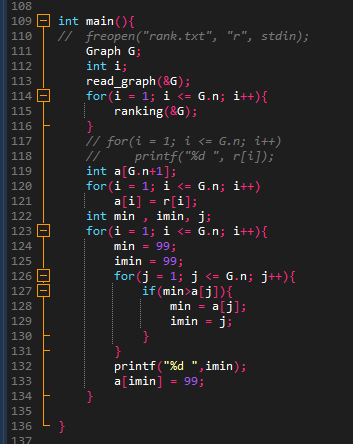 108
109 int main(){
110 //  freopen("rank.txt", "r", stdin);
111     Graph G;
112     int i;
113     read_graph(&G);
114     for(i = 1; i <= G.n; i++){
115         ranking(&G);
116     }
117     // for(i = 1; i <= G.n; i++)
118     //     printf("%d ", r[i]);
119     int a[G.n+1];
120     for(i = 1; i <= G.n; i++)
121         a[i] = r[i];
122     int min , imin, j;
123     for(i = 1; i <= G.n; i++){
124         min = 99;
125         imin = 99;
126         for(j = 1; j <= G.n; j++){
127             if(min>a[j]){
128                 min = a[j];
129                 imin = j;
130             }
131         }
132         printf("%d ",imin);
133         a[imin] = 99;
134     }
135
136 }
137